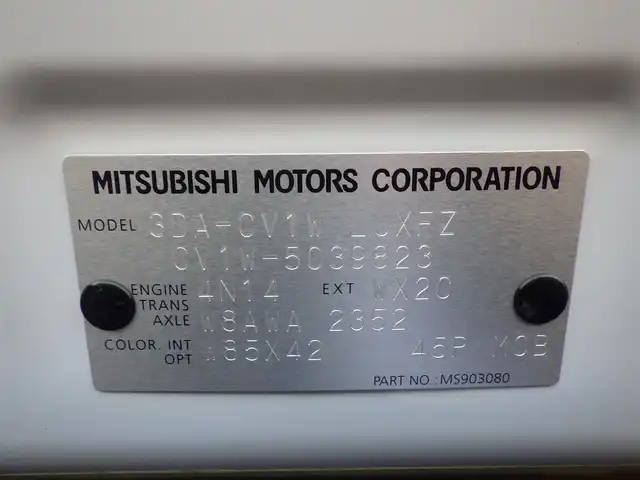 MITSUBISHI MOTORS CORPORATION
MODEL 3DA-CV1W LUXFZ
CV1W-5039823
ENGINE 4N14 EXT WX20
TRANS
AXLE W8AWA 2352
COLOR. INT OPT W85X42 45P M0B
PART NO.: MS903080